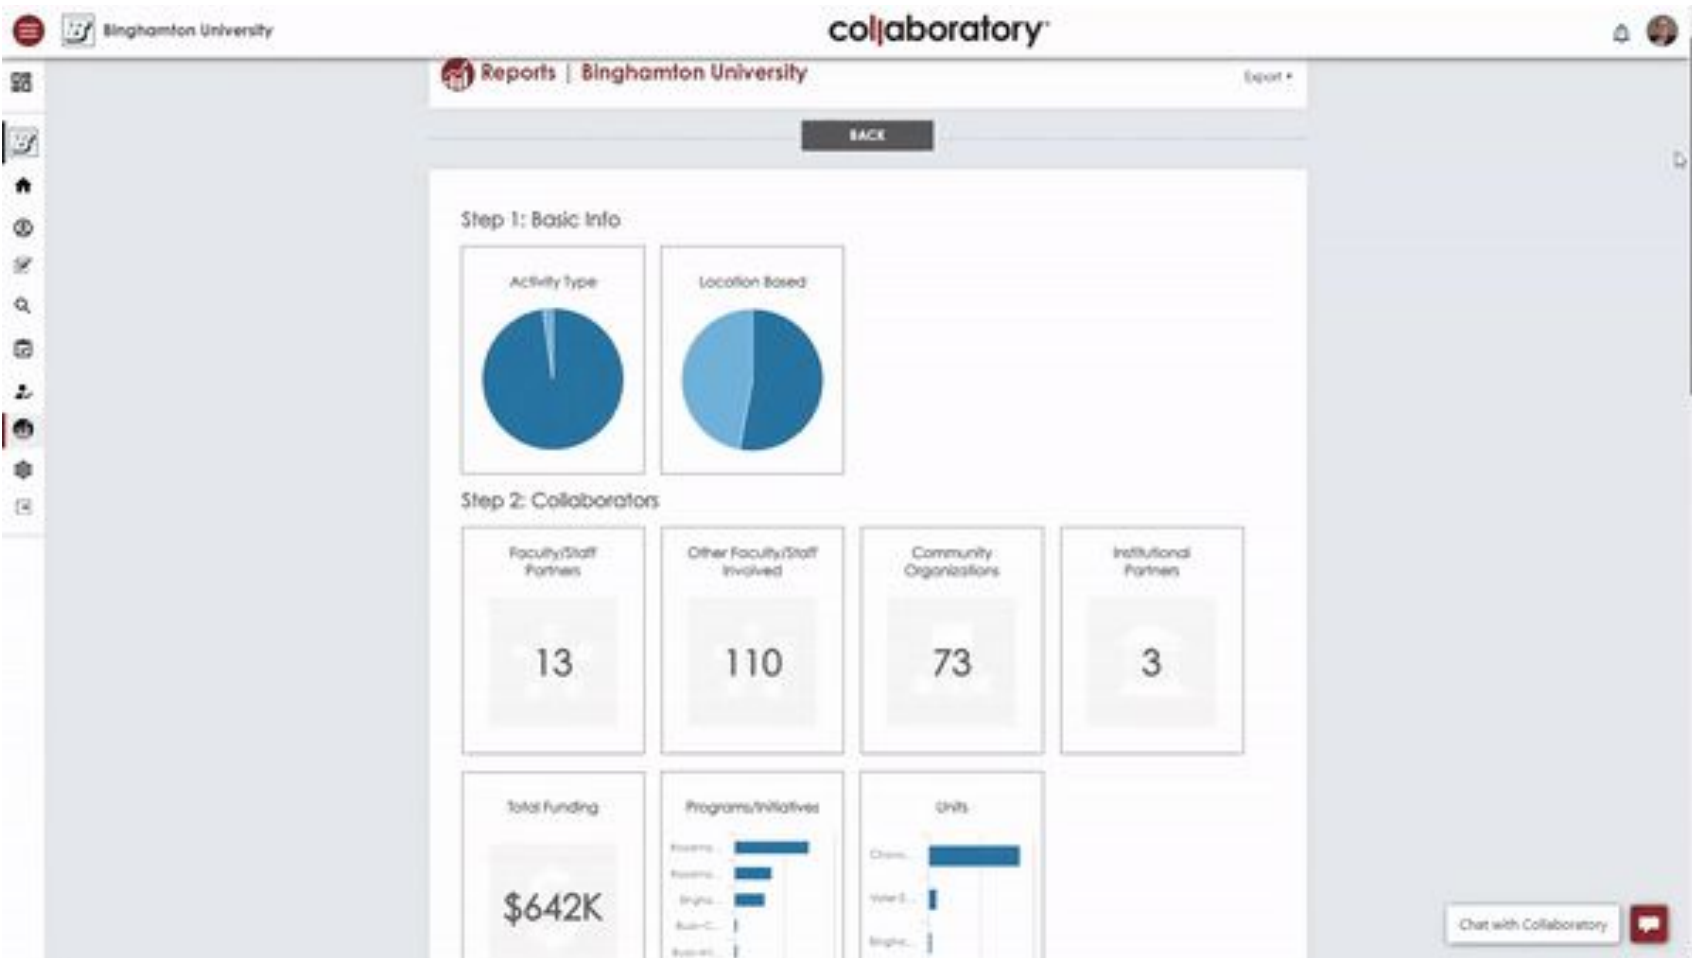 Binghamton University
collaboratory
Reports | Binghamton University
Export
BACK
Step 1: Basic Info
Activity Type
Location Based
Step 2: Collaborators
Faculty/Staff
Partners
Other Faculty/Staff
Involved
Community
Organizations
Institutional
Partners
13
110
73
3
Total Funding
Programs/Initiatives
Units
$642K
Chat with Collaboratory